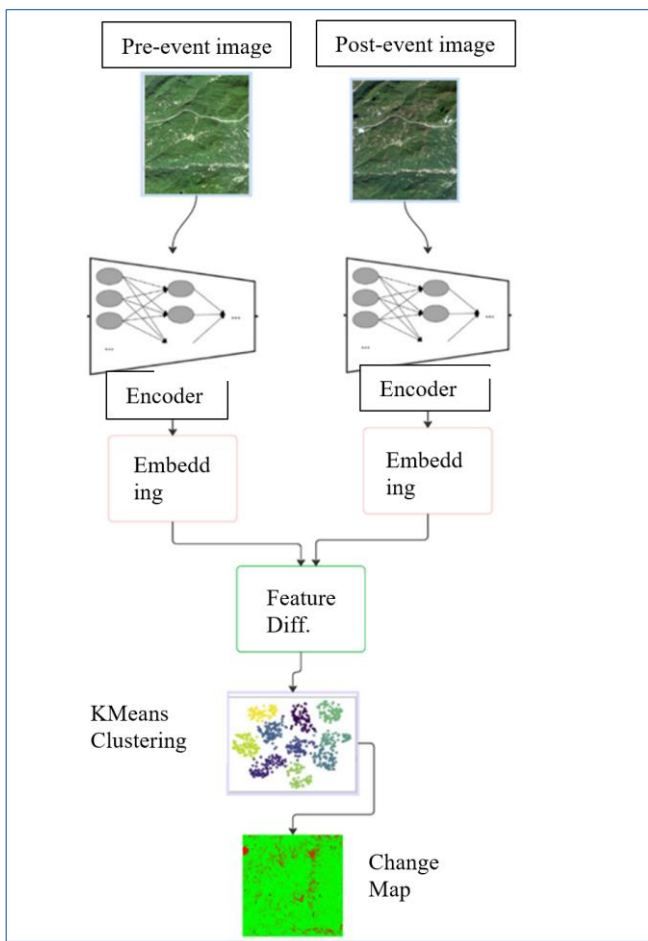 Pre-event image
Post-event image
...
...
...
...
Encoder
Encoder
Embedd
ing
Embedd
ing
Feature
Diff.
KMeans
Clustering
Change
Map